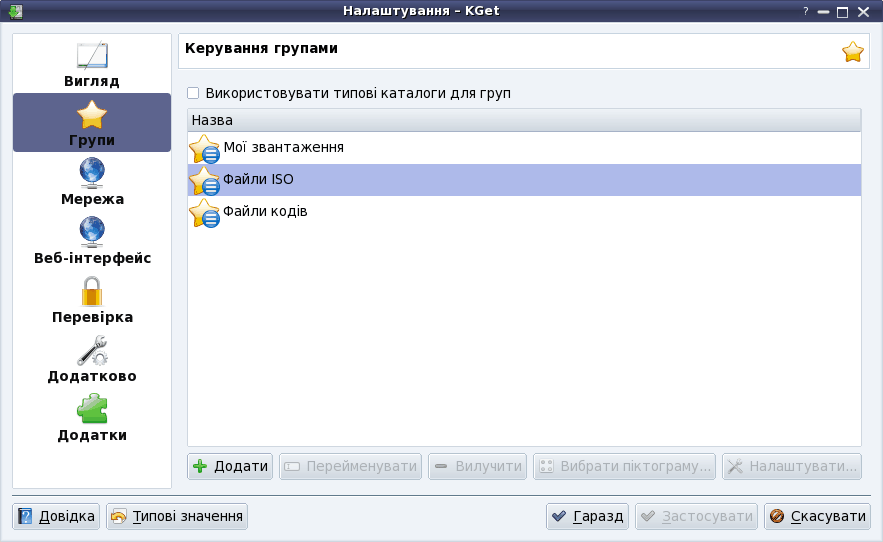 Налаштування – KGet
?
Вигляд
Групи
Мережа
Веб-інтерфейс
Перевірка
Додатково
Додатки
Керування групами
Використовувати типові каталоги для груп
Назва
Мої звантаження
Файли ISO
Файли кодів
Додати Перейменувати Вилучити Вибрати піктограму... Налаштувати...
Довідка Типові значення Гаразд Застосувати Скасувати